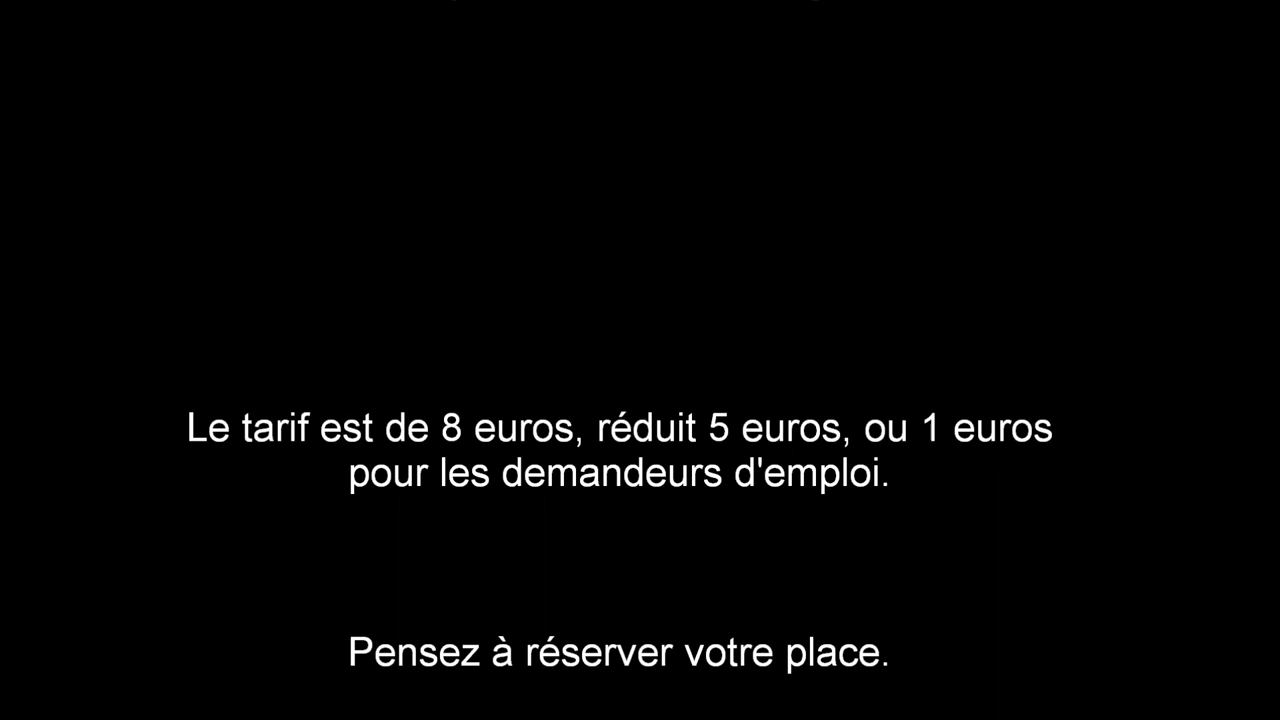 Le tarif est de 8 euros, réduit 5 euros, ou 1 euros
pour les demandeurs d'emploi.
Pensez à réserver votre place.